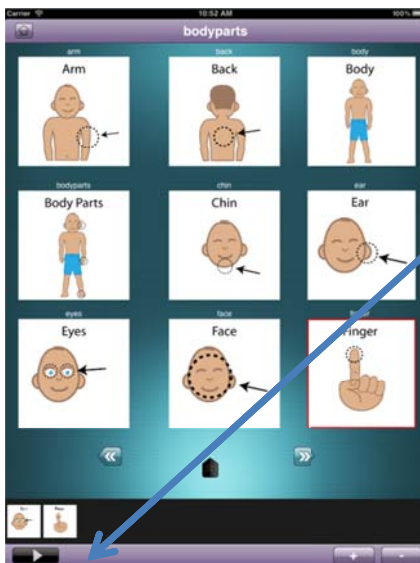 Carrier 10:52 AM 100%
bodyparts
arm back body
Arm Back Body
bodyparts chin ear
Body Parts Chin Ear
eyes face finger
Eyes Face Finger
+ -